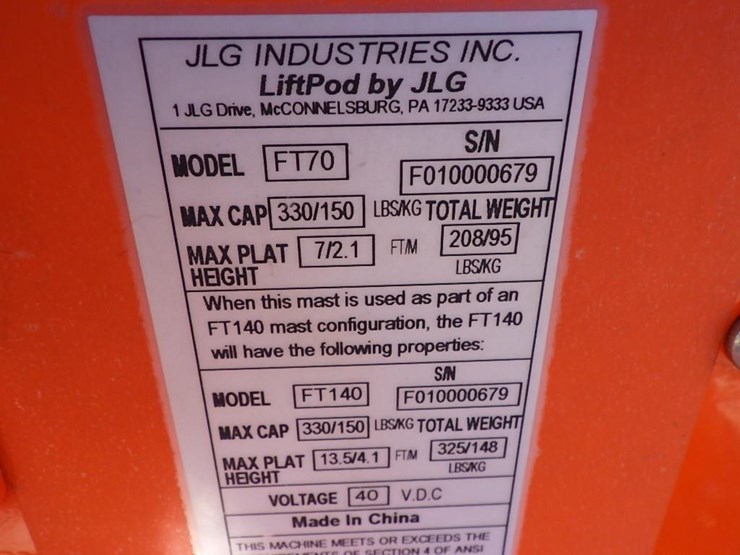 JLG INDUSTRIES INC.
LiftPod by JLG
1 JLG Drive, McCONNELSBURG, PA 17233-9333 USA
MODEL FT70 S/N F010000679
MAX CAP 330/150 LBS/KG TOTAL WEIGHT
MAX PLAT HEIGHT 7/2.1 FT/M 208/95 LBS/KG
When this mast is used as part of an
FT140 mast configuration, the FT140
will have the following properties:
MODEL FT140 S/N F010000679
MAX CAP 330/150 LBS/KG TOTAL WEIGHT
MAX PLAT HEIGHT 13.5/4.1 FT/M 325/148 LBS/KG
VOLTAGE 40 V.D.C
Made In China
THIS MACHINE MEETS OR EXCEEDS THE
OF SECTION 4 OF ANSI